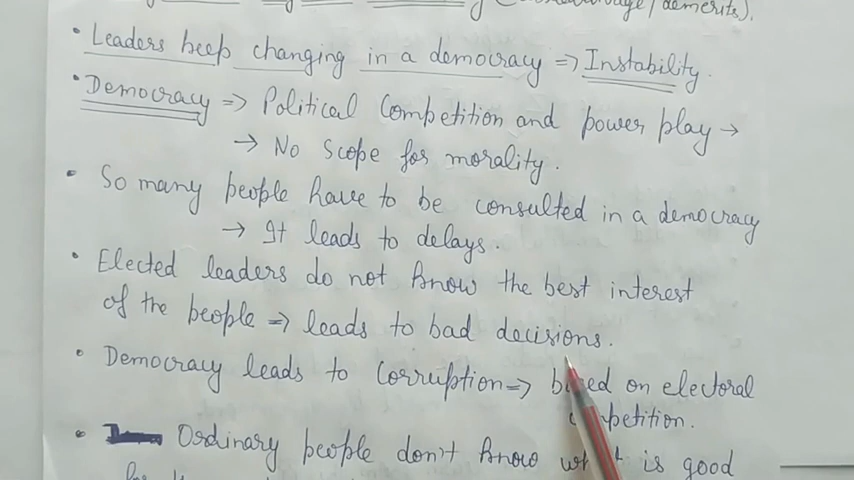 demerits).
• Leaders keep changing in a democracy => Instability.
• Democracy => Political Competition and power play →
→ No scope for morality.
• So many people have to be consulted in a democracy
→ It leads to delays.
• Elected leaders do not know the best interest
of the people => leads to bad decisions.
• Democracy leads to corruption => based on electoral
competition.
• Ordinary people don't know what is good